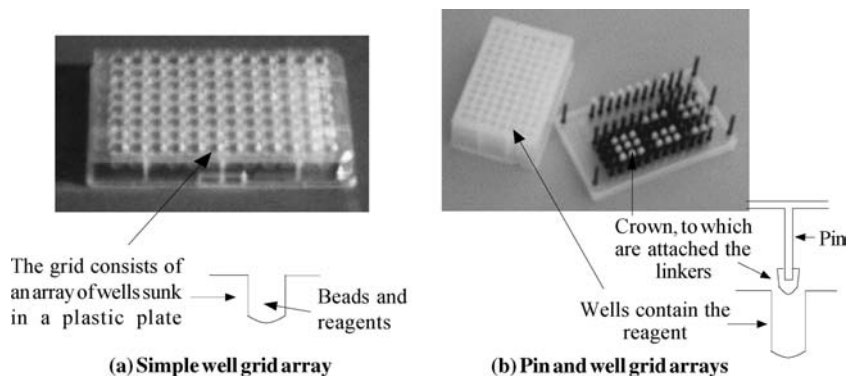 The grid consists of
an array of wells sunk
in a plastic plate
Beads and
reagents
(a) Simple well grid array
Crown, to which
are attached the
linkers
Pin
Wells contain the
reagent
(b) Pin and well grid arrays